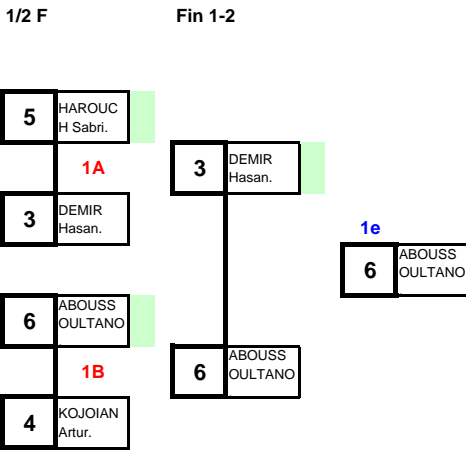 1/2 F
Fin 1-2
5
HAROUC
H Sabri.
1A
3
DEMIR
Hasan.
3
DEMIR
Hasan.
1e
6
ABOUSS
OULTANO
6
ABOUSS
OULTANO
1B
6
ABOUSS
OULTANO
4
KOJOIAN
Artur.